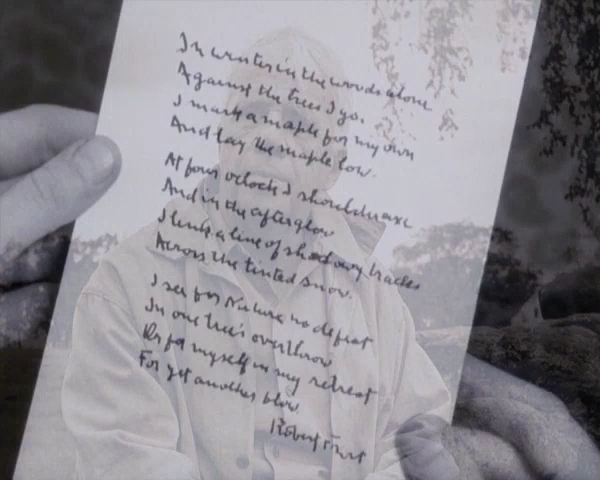 In winter in the woods alone
Against the trees I go.
I mark a maple for my own
And lay the maple low.
At four o'clock I shoulder axe
And in the afterglow
I link a line of shadowy tracks
Across the tinted snow.
I see for Nature no defeat
In one tree's overthrow
Or for myself in my retreat
For yet another blow.
Robert Frost